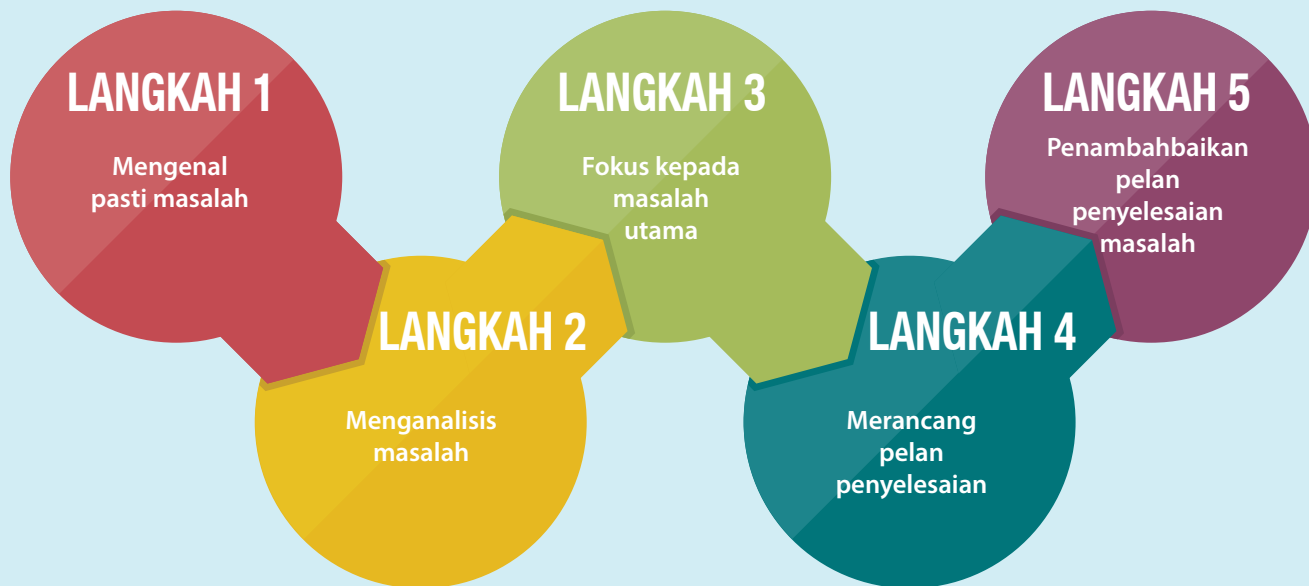 LANGKAH 1
Mengenal
pasti masalah
LANGKAH 2
Menganalisis
masalah
LANGKAH 3
Fokus kepada
masalah
utama
LANGKAH 4
Merancang
pelan
penyelesaian
LANGKAH 5
Penambahbaikan
pelan
penyelesaian
masalah